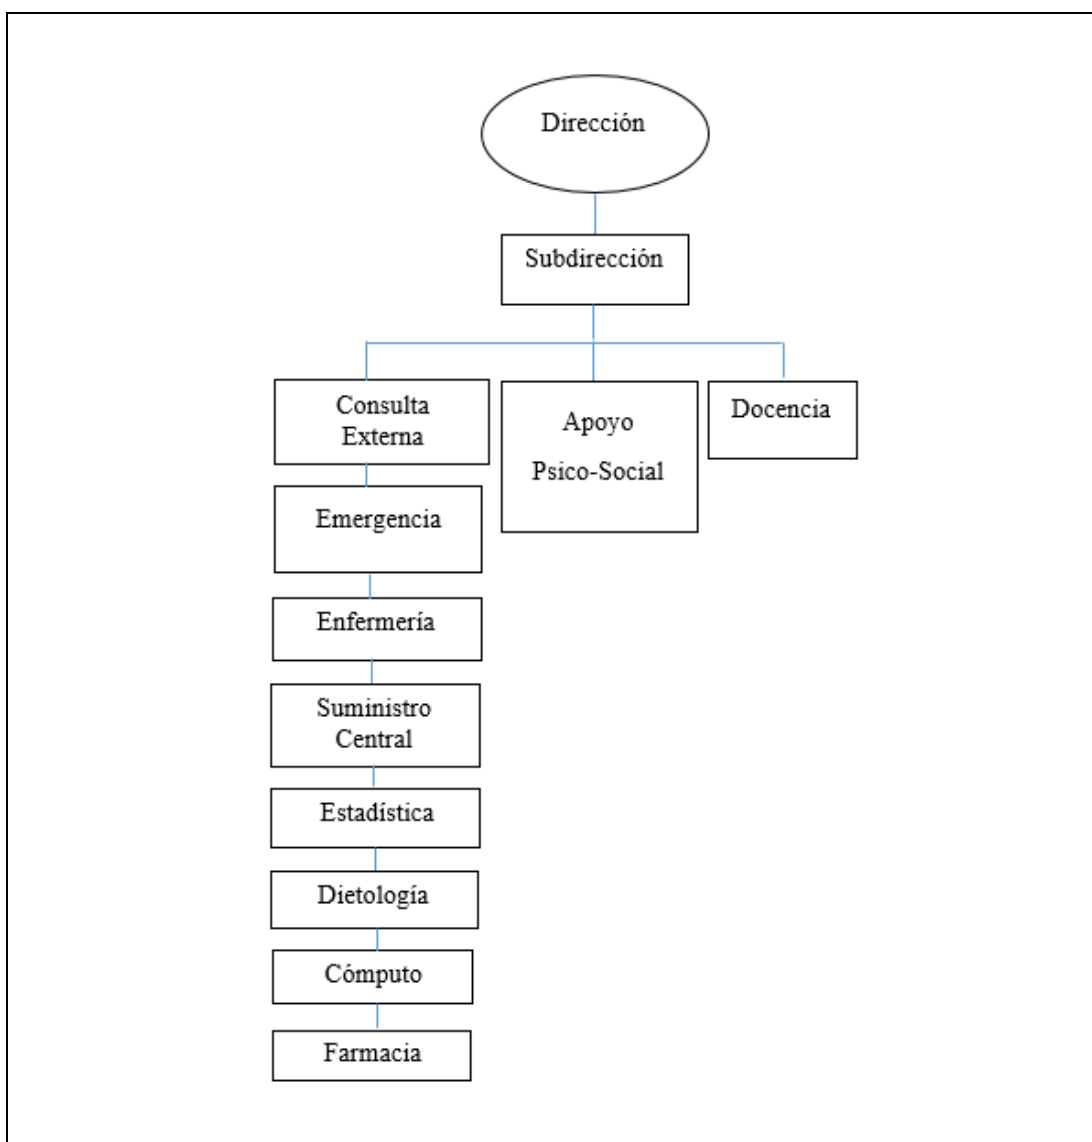 Dirección
Subdirección
Consulta
Externa
Apoyo
Psico-Social
Docencia
Emergencia
Enfermería
Suministro
Central
Estadística
Dietología
Cómputo
Farmacia